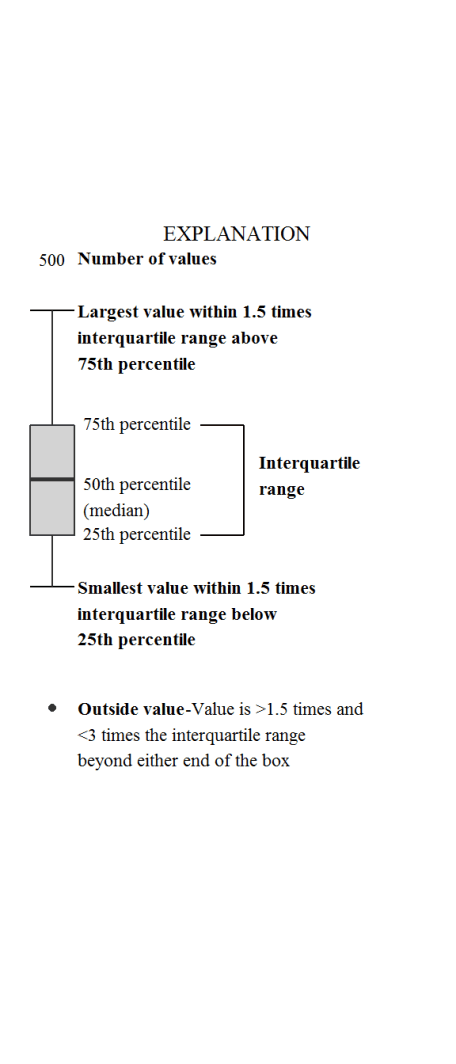 EXPLANATION
500 Number of values
Largest value within 1.5 times
interquartile range above
75th percentile
75th percentile
Interquartile
range
50th percentile
(median)
25th percentile
Smallest value within 1.5 times
interquartile range below
25th percentile
Outside value-Value is >1.5 times and
<3 times the interquartile range
beyond either end of the box